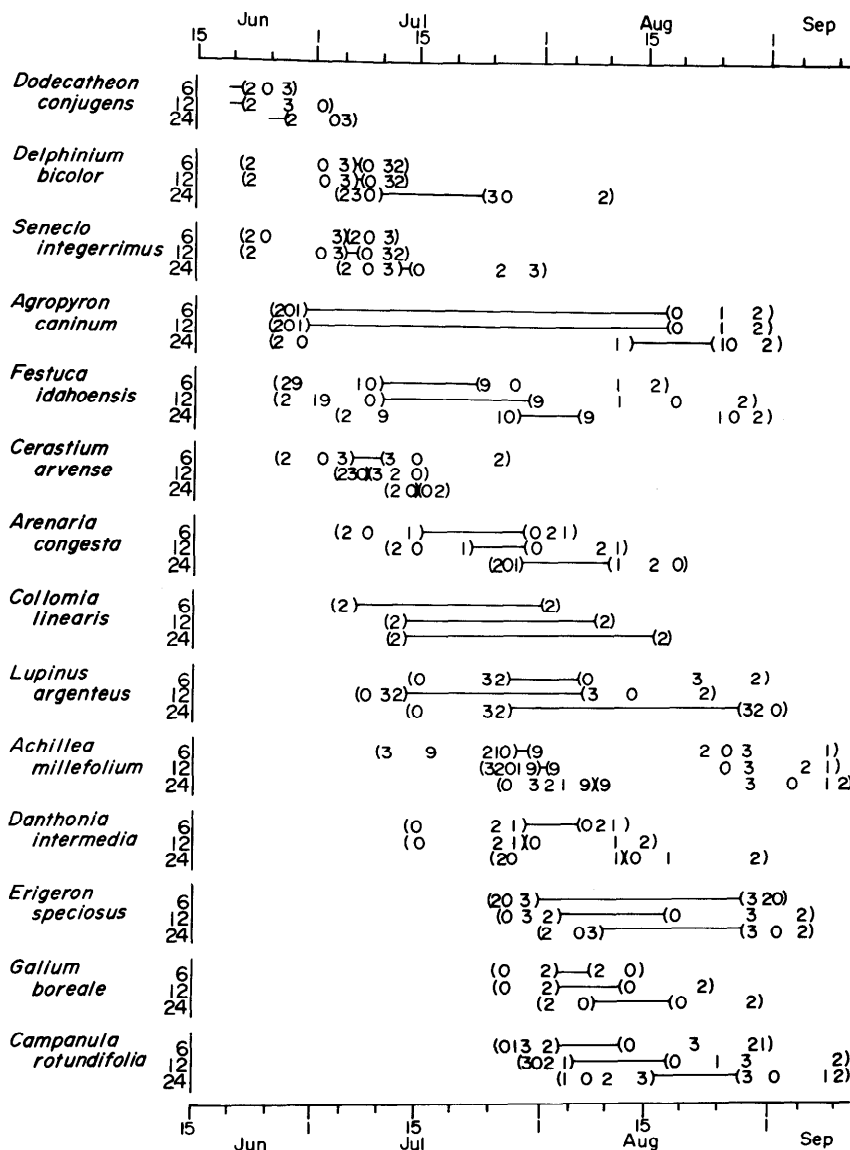 Jun Jul Aug Sep
15 1 15 1 15 1
Dodecatheon 6 (2 0 3)
conjugens 12 (2 3 0)
24 (2 03)
Delphinium 6 (2 0 3)(0 32)
bicolor 12 (2 0 3)(0 32)
24 (230) (30 2)
Senecio 6 (20 3)(20 3)
integerrimus 12 (2 0 3) (0 32)
24 (2 0 3) (0 2 3)
Agropyron 6 (201) (0 1 2)
caninum 12 (201) (0 1 2)
24 (2 0 1) (10 2)
Festuca 6 (29 10) (9 0 1 2)
idahoensis 12 (2 19 0) (9 1 0 2)
24 (2 9 10) (9 10 2)
Cerastium 6 (2 0 3) (3 0 2)
arvense 12 (230)(3 2 0)
24 (2 0)(02)
Arenaria 6 (2 0 1) (0 2 1)
congesta 12 (2 0 1) (0 2 1)
24 (201) (1 2 0)
Collomia 6 (2) (2)
linearis 12 (2) (2)
24 (2) (2)
Lupinus 6 (0 32) (0 3 2)
argenteus 12 (0 32) (3 0 2)
24 (0 32) (32 0)
Achillea 6 (3 9 210) (9 2 0 3 1)
millefolium 12 (3201 9) (9 0 3 2 1)
24 (0 3 2 1 9)(9 3 0 1 2)
Danthonia 6 (0 2 1) (0 2 1)
intermedia 12 (0 2 1)(0 1 2)
24 (20 1)(0 1 2)
Erigeron 6 (20 3) (3 20)
speciosus 12 (0 3 2) (0 3 2)
24 (2 03) (3 0 2)
Galium 6 (0 2) (2 0)
boreale 12 (0 2) (0 2)
24 (2 0) (0 2)
Campanula 6 (013 2) (0 3 21)
rotundifolia 12 (302 1) (0 1 3 2)
24 (1 0 2 3) (3 0 1 2)
15 1 15 1 15 1
Jun Jul Aug Sep